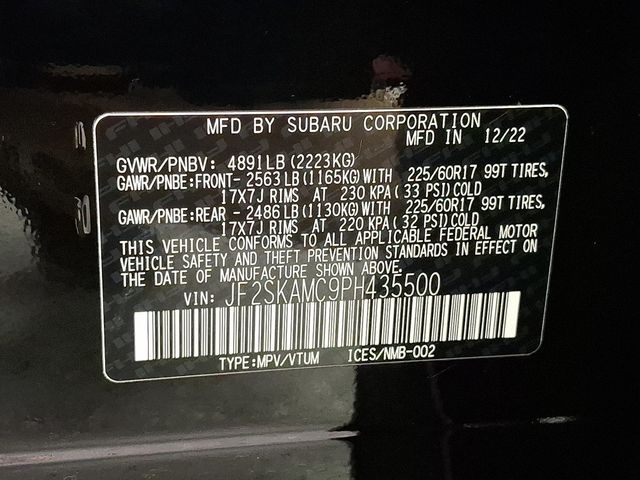 MFD BY SUBARU CORPORATION
MFD IN 12/22
GVWR/PNBV: 4891LB(2223KG)
GAWR/PNBE:FRONT- 2563LB(1165KG)WITH 225/60R17 99T TIRES,
17X7J RIMS AT 230 KPA(33 PSI)COLD
GAWR/PNBE:REAR - 2486LB(1130KG)WITH 225/60R17 99T TIRES,
17X7J RIMS AT 220 KPA(32 PSI)COLD
THIS VEHICLE CONFORMS TO ALL APPLICABLE FEDERAL MOTOR
VEHICLE SAFETY AND THEFT PREVENTION STANDARDS IN EFFECT ON
THE DATE OF MANUFACTURE SHOWN ABOVE.
VIN: JF2SKAMC9PH435500
TYPE:MPV/VTUM ICES/NMB-002